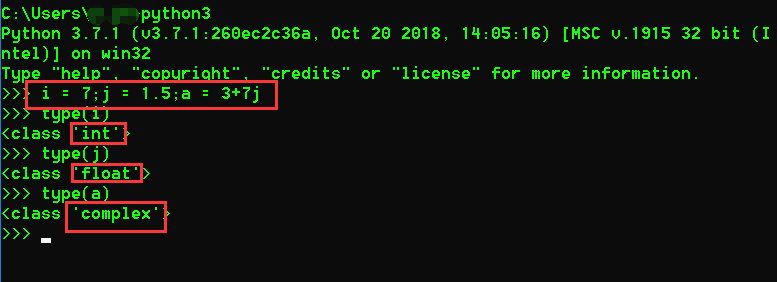 C:\Users\ python3
Python 3.7.1 (v3.7.1:260ec2c36a, Oct 20 2018, 14:05:16) [MSC v.1915 32 bit (I
ntel)] on win32
Type "help", "copyright", "credits" or "license" for more information.
>>> i = 7;j = 1.5;a = 3+7j
>>> type(i)
<class 'int'>
>>> type(j)
<class 'float'>
>>> type(a)
<class 'complex'>
>>>